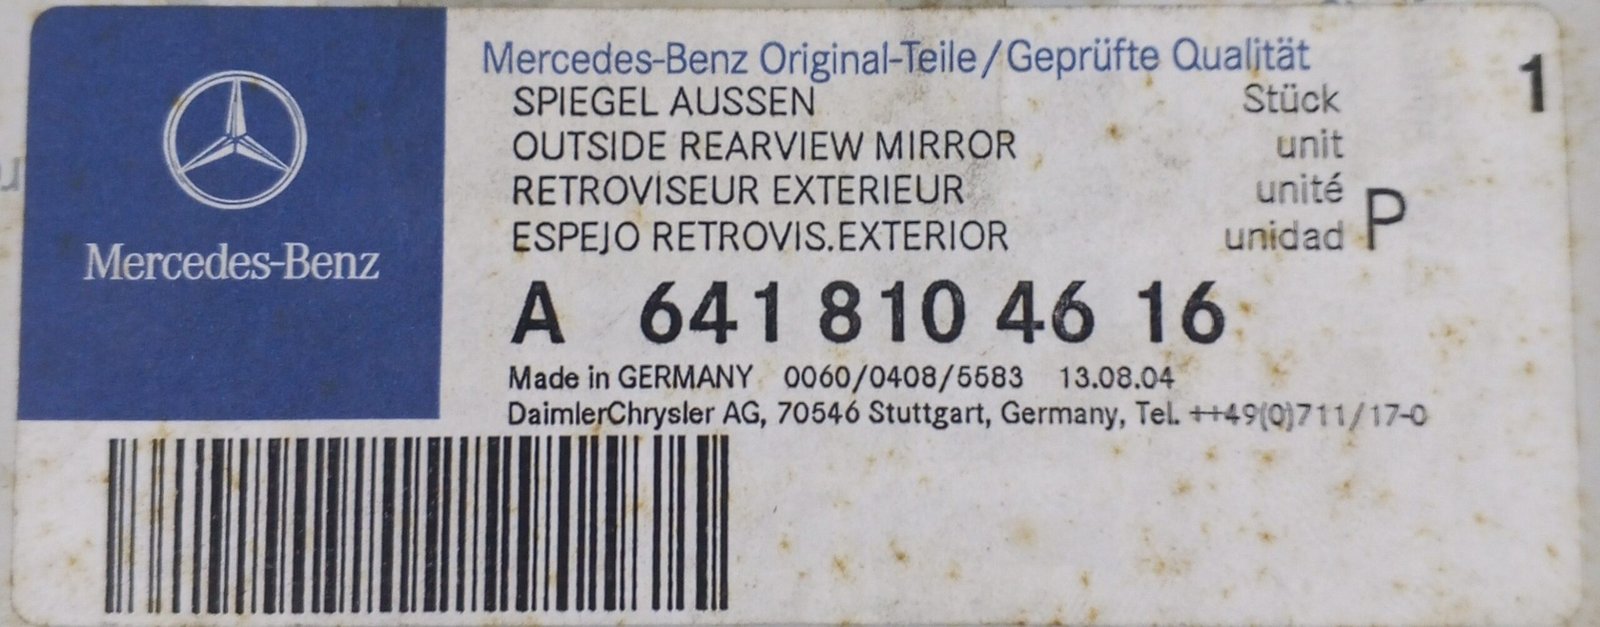 Mercedes-Benz
Mercedes-Benz Original-Teile/Geprüfte Qualität
SPIEGEL AUSSEN Stück 1
OUTSIDE REARVIEW MIRROR unit
RETROVISEUR EXTERIEUR unité
ESPEJO RETROVIS.EXTERIOR unidad P
A 641 810 46 16
Made in GERMANY 0060/0408/5583 13.08.04
DaimlerChrysler AG, 70546 Stuttgart, Germany, Tel. ++49(0)711/17-0